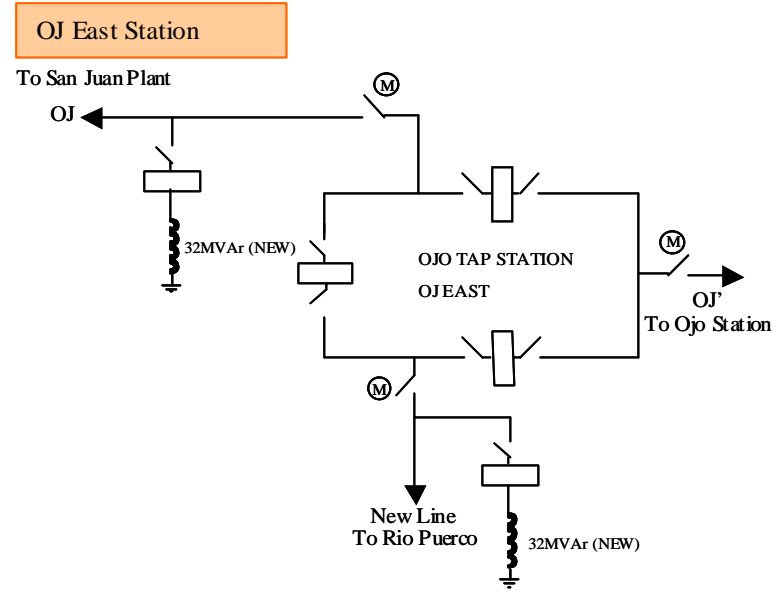 OJ East Station
To San Juan Plant
M
OJ
32MVAr (NEW)
OJO TAP STATION
OJ EAST
M
OJ’
To Ojo Station
M
New Line
To Rio Puerco
32MVAr (NEW)